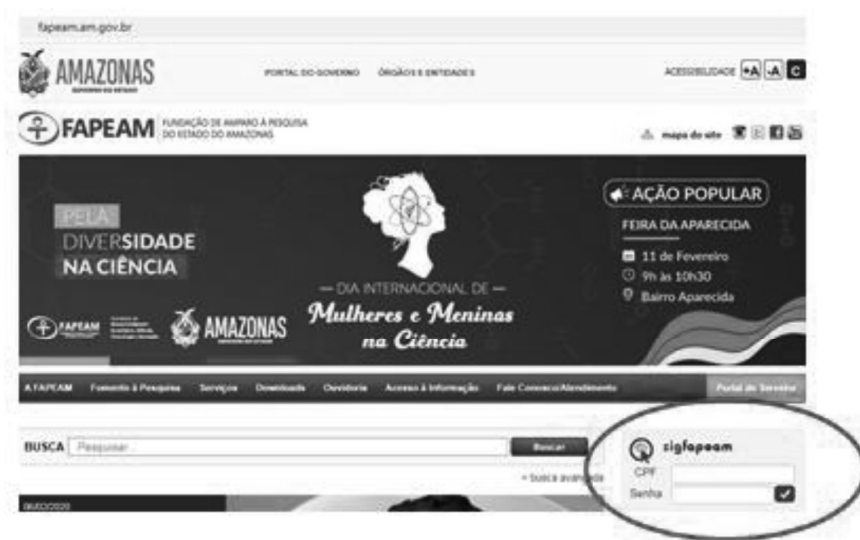 fapeam.am.gov.br
AMAZONAS
GOVERNO DO ESTADO
PORTAL DO GOVERNO ÓRGÃOS E ENTIDADES
ACESSIBILIDADE +A -A C
FAPEAM FUNDAÇÃO DE AMPARO À PESQUISA
DO ESTADO DO AMAZONAS
mapa do site
PELA
DIVERSIDADE
NA CIÊNCIA
DIA INTERNACIONAL DE
Mulheres e Meninas
na Ciência
AÇÃO POPULAR
FEIRA DA APARECIDA
11 de Fevereiro
9h às 10h30
Bairro Aparecida
FAPEAM
AMAZONAS
A FAPEAM Fomento à Pesquisa Serviços Downloads Ouvidoria Acesso à Informação Fale Conosco/Atendimento Portal do Servidor
BUSCA Pesquisar Buscar
+ busca avançada
sigfapeam
CPF
Senha